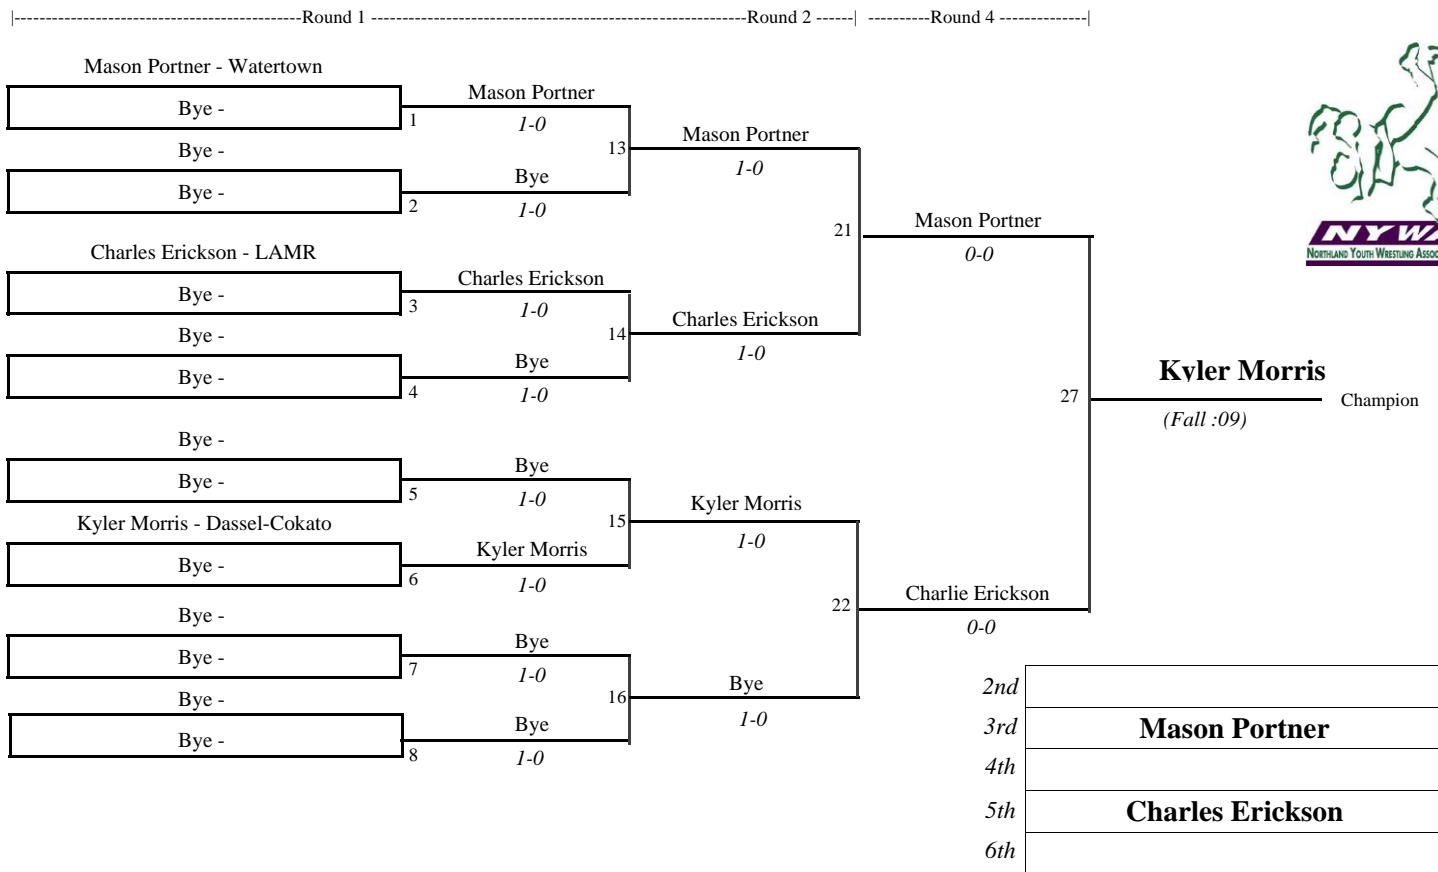 |----------Round 1 ----------Round 2 ------| ----------Round 4 --------------|
Mason Portner - Watertown
Bye -
1
Mason Portner
1-0
Bye -
Bye -
2
Bye
1-0
13
Mason Portner
1-0
Charles Erickson - LAMR
Bye -
3
Charles Erickson
1-0
Bye -
Bye -
4
Bye
1-0
14
Charles Erickson
1-0
21
Mason Portner
0-0
Bye -
Bye -
5
Bye
1-0
Kyler Morris - Dassel-Cokato
Bye -
6
Kyler Morris
1-0
15
Kyler Morris
1-0
Bye -
Bye -
7
Bye
1-0
Bye -
Bye -
8
Bye
1-0
16
Bye
1-0
22
Charlie Erickson
0-0
27
Kyler Morris
(Fall :09)
Champion
2nd
3rd Mason Portner
4th
5th Charles Erickson
6th
NYWA
NORTHLAND YOUTH WRESTLING